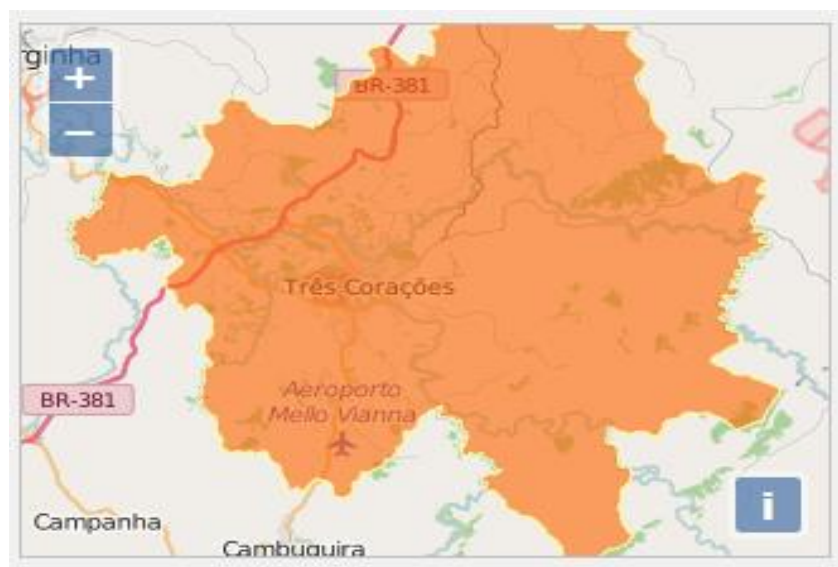 ginha
+
BR-381
−
Três Corações
Aeroporto
Mello Vianna
BR-381
i
Campanha
Cambuquira